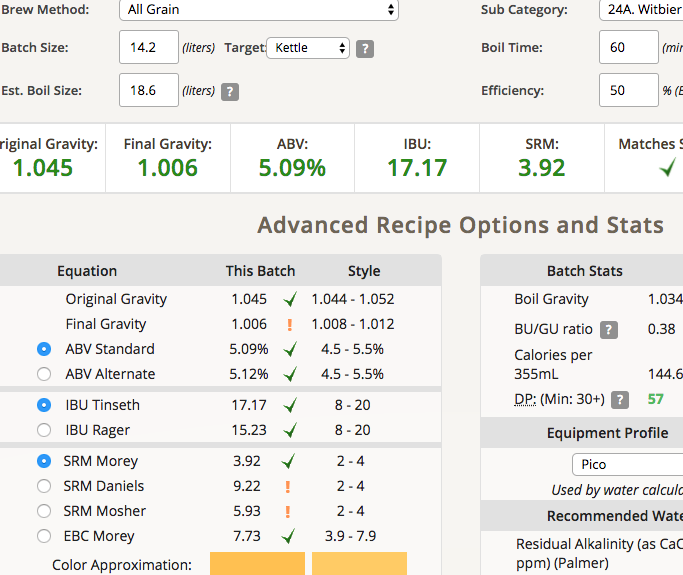 Brew Method: All Grain Sub Category: 24A. Witbier
Batch Size: 14.2 (liters) Target: Kettle ? Boil Time: 60 (min
Est. Boil Size: 18.6 (liters) ? Efficiency: 50 % (E
riginal Gravity: Final Gravity: ABV: IBU: SRM: Matches S
1.045 1.006 5.09% 17.17 3.92
Advanced Recipe Options and Stats
Equation This Batch Style Batch Stats
Original Gravity 1.045 1.044 - 1.052 Boil Gravity 1.034
Final Gravity 1.006 ! 1.008 - 1.012 BU/GU ratio ? 0.38
ABV Standard 5.09% 4.5 - 5.5% Calories per
ABV Alternate 5.12% 4.5 - 5.5% 355mL 144.6
DP: (Min: 30+) ? 57
IBU Tinseth 17.17 8 - 20
IBU Rager 15.23 8 - 20 Equipment Profile
SRM Morey 3.92 2 - 4 Pico
SRM Daniels 9.22 ! 2 - 4 Used by water calcula
SRM Mosher 5.93 ! 2 - 4 Recommended Wate
EBC Morey 7.73 3.9 - 7.9 Residual Alkalinity (as CaC
Color Approximation: ppm) (Palmer)